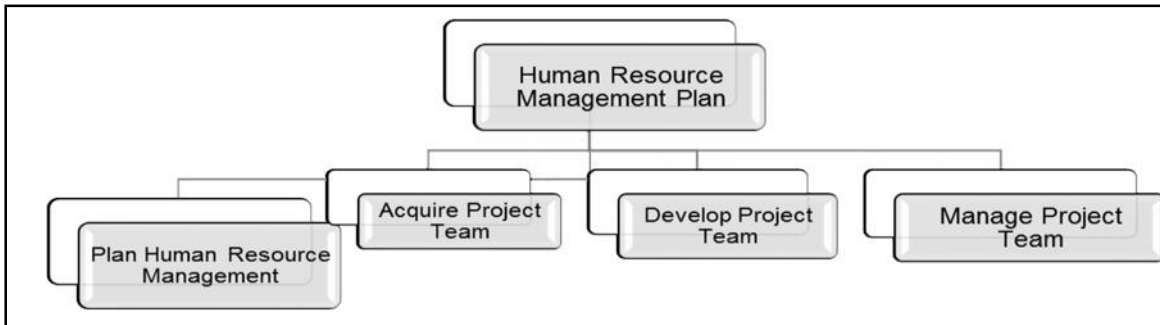 Human Resource
Management Plan
Plan Human Resource
Management
Acquire Project
Team
Develop Project
Team
Manage Project
Team